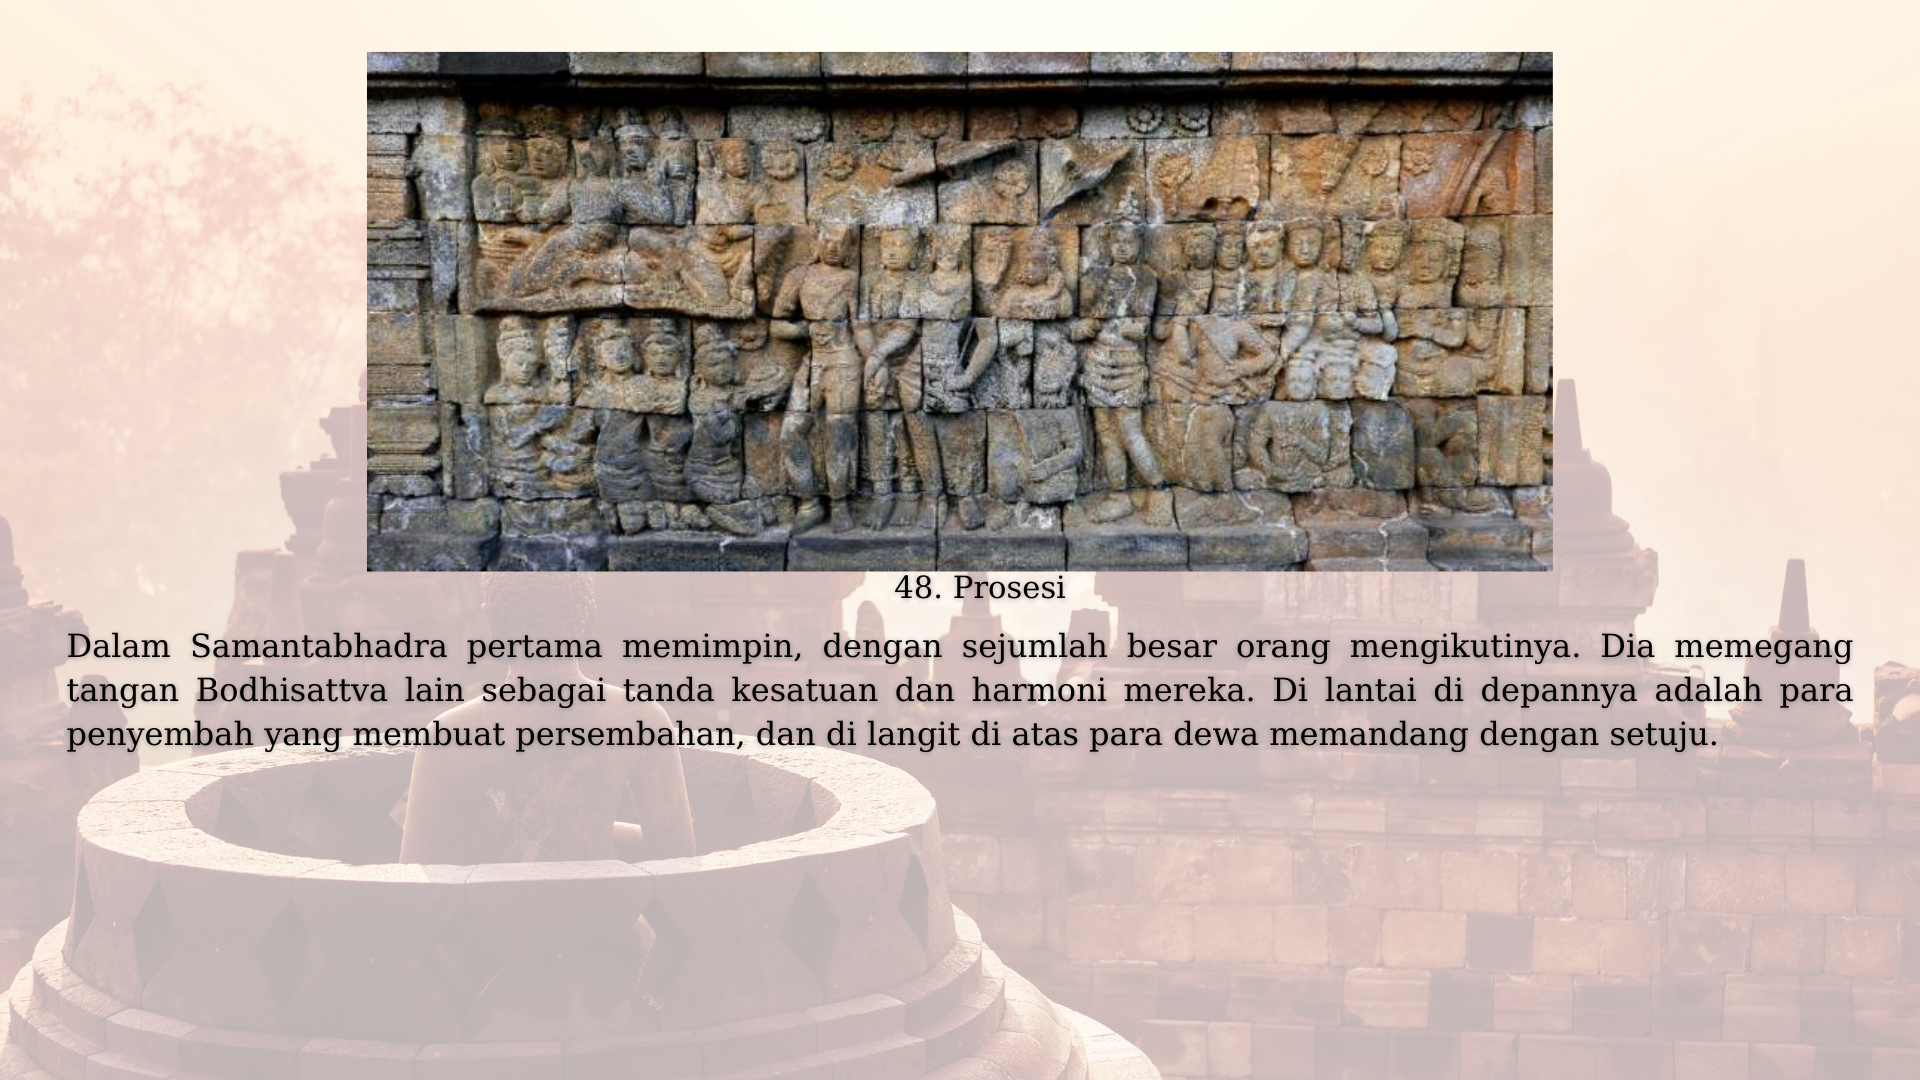 48. Prosesi
Dalam Samantabhadra pertama memimpin, dengan sejumlah besar orang mengikutinya. Dia memegang
tangan Bodhisattva lain sebagai tanda kesatuan dan harmoni mereka. Di lantai di depannya adalah para
penyembah yang membuat persembahan, dan di langit di atas para dewa memandang dengan setuju.